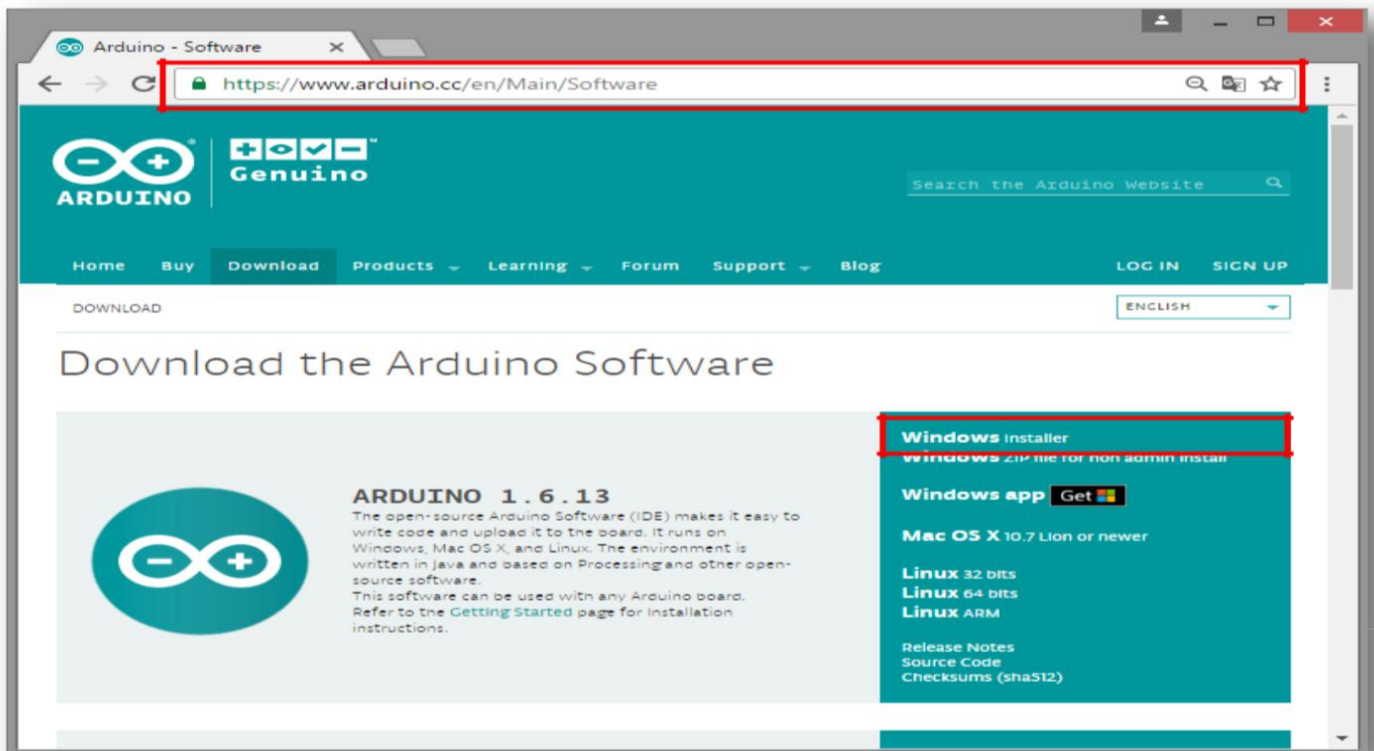 Arduino - Software
https://www.arduino.cc/en/Main/Software
ARDUINO
Genuino
Search the Arduino Website
Home Buy Download Products Learning Forum Support Blog LOG IN SIGN UP
DOWNLOAD
ENGLISH
Download the Arduino Software
ARDUINO 1.6.13
The open-source Arduino Software (IDE) makes it easy to
write code and upload it to the board. It runs on
Windows, Mac OS X, and Linux. The environment is
written in Java and based on Processing and other open-
source software.
This software can be used with any Arduino board.
Refer to the Getting Started page for Installation
instructions.
Windows Installer
Windows ZIP file for non admin install
Windows app Get
Mac OS X 10.7 Lion or newer
Linux 32 bits
Linux 64 bits
Linux ARM
Release Notes
Source Code
Checksums (sha512)